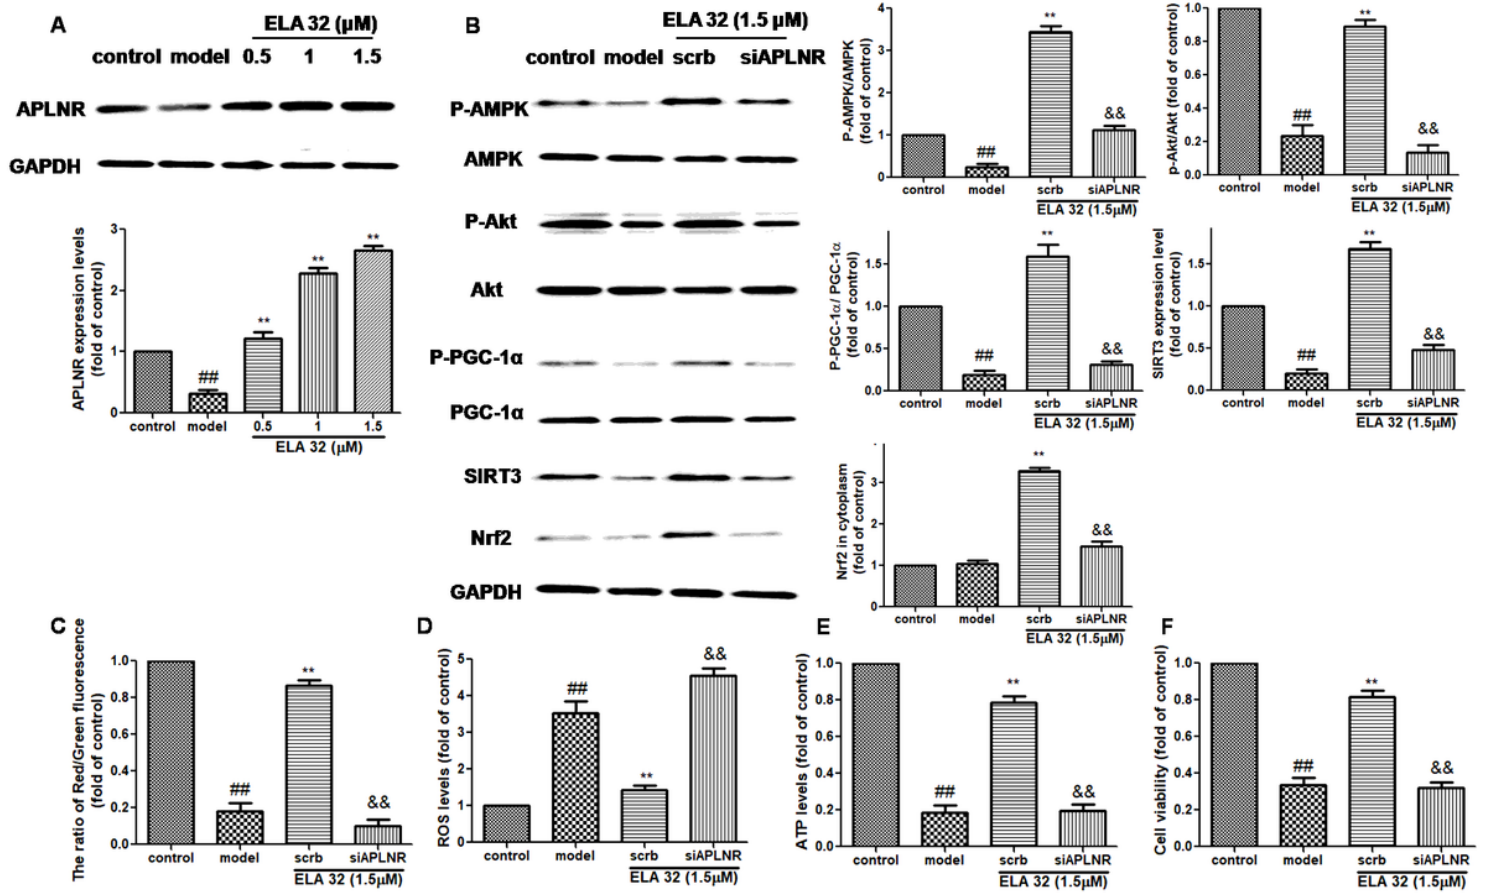 A
ELA 32 (μM)
control model 0.5 1 1.5
APLNR
GAPDH
APLNR expression levels
(fold of control)
3
2
1
0
##
**
**
**
control model 0.5 1 1.5
ELA 32 (μM)
B
ELA 32 (1.5 μM)
control model scrb siAPLNR
P-AMPK
AMPK
P-Akt
Akt
P-PGC-1α
PGC-1α
SIRT3
Nrf2
GAPDH
P-AMPK/AMPK
(fold of control)
4
3
2
1
0
##
**
&&
control model scrb siAPLNR
ELA 32 (1.5μM)
p-Akt/Akt (fold of control)
1.0
0.8
0.6
0.4
0.2
0.0
##
**
&&
control model scrb siAPLNR
ELA 32 (1.5μM)
P-PGC-1α/ PGC-1α
(fold of control)
1.5
1.0
0.5
0.0
##
**
&&
control model scrb siAPLNR
ELA 32 (1.5μM)
SIRT3 expression level
(fold of control)
1.5
1.0
0.5
0.0
##
**
&&
control model scrb siAPLNR
ELA 32 (1.5μM)
Nrf2 in cytoplasm
(fold of control)
3
2
1
0
**
&&
control model scrb siAPLNR
ELA 32 (1.5μM)
C
The ratio of Red/Green fluorescence
(fold of control)
1.0
0.8
0.6
0.4
0.2
0.0
##
**
&&
control model scrb siAPLNR
ELA 32 (1.5μM)
D
ROS levels (fold of control)
5
4
3
2
1
0
##
**
&&
control model scrb siAPLNR
ELA 32 (1.5μM)
E
ATP levels (fold of control)
1.0
0.8
0.6
0.4
0.2
0.0
##
**
&&
control model scrb siAPLNR
ELA 32 (1.5μM)
F
Cell viability (fold of control)
1.0
0.8
0.6
0.4
0.2
0.0
##
**
&&
control model scrb siAPLNR
ELA 32 (1.5μM)